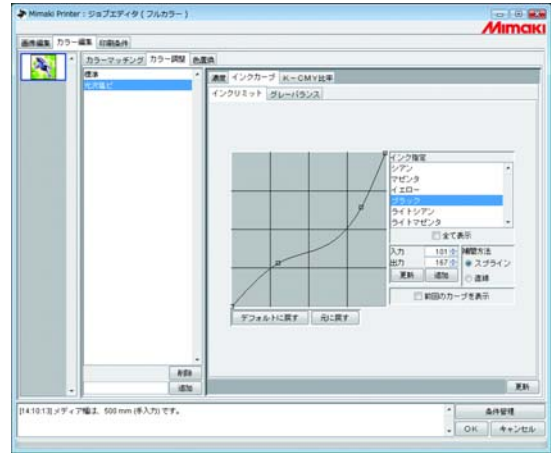 Mimaki Printer : ジョブエディタ ( フルカラー )
Mimaki
画像編集 カラー編集 印刷条件
カラーマッチング カラー調整 色置換
標準
光沢塩ビ
濃度 インクカーブ K-CMY比率
インクリミット グレーバランス
インク指定
シアン
マゼンタ
イエロー
ブラック
ライトシアン
ライトマゼンタ
全て表示
入力 101
出力 167
更新 追加
補間方法
スプライン
直線
前回のカーブを表示
デフォルトに戻す 元に戻す
削除
追加
更新
[14:10:13] メディア幅は、500 mm (手入力) です。
条件管理
OK キャンセル